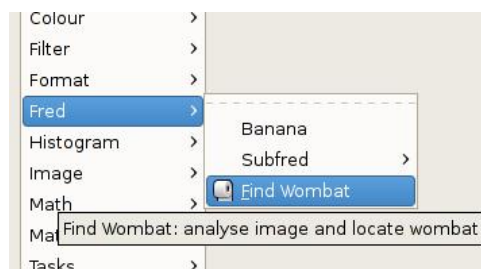 Colour
Filter
Format
Fred
Histogram
Image
Math
Tasks
Banana
Subfred
Find Wombat
Find Wombat: analyse image and locate wombat